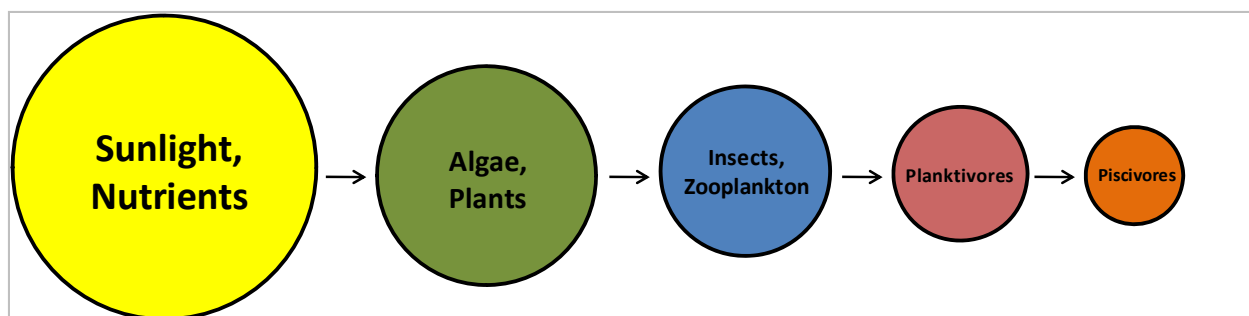 Sunlight,
Nutrients
Algae,
Plants
Insects,
Zooplankton
Planktivores
Piscivores